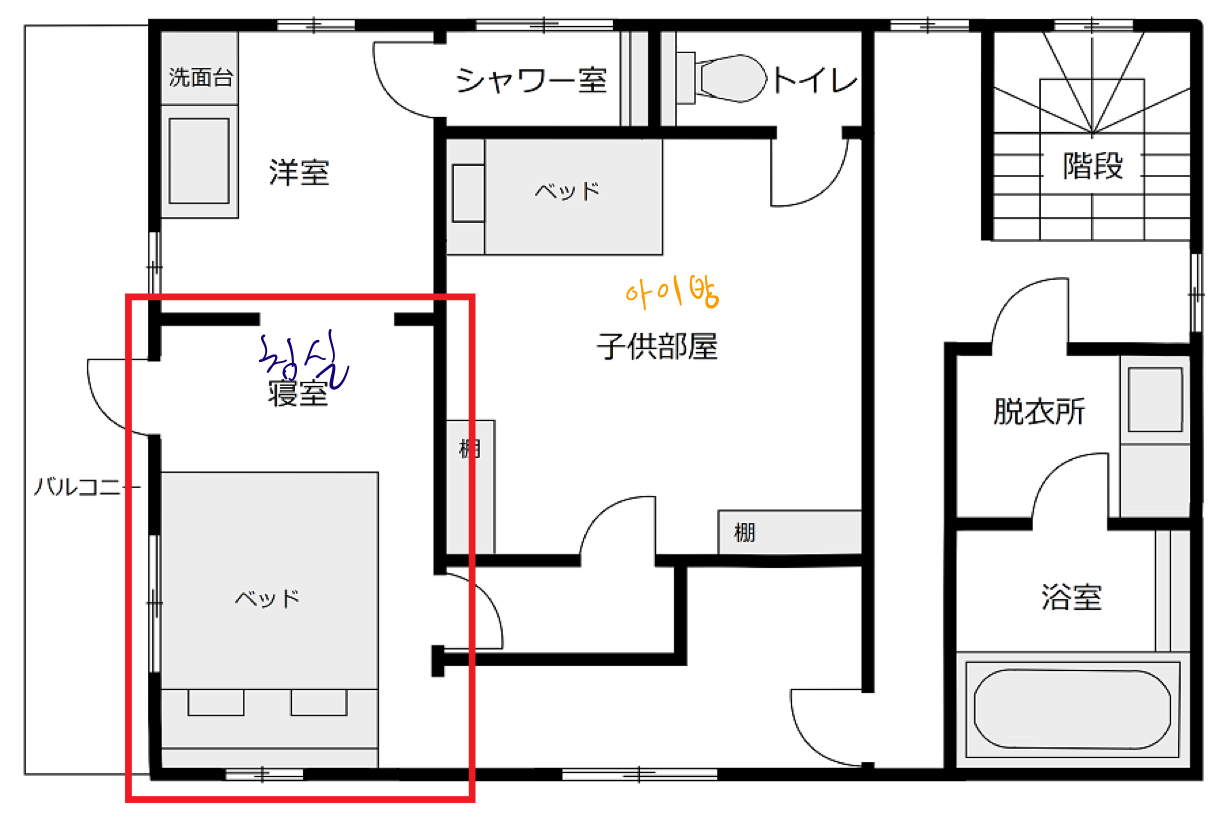 洗面台
シャワー室
トイレ
洋室
ベッド
階段
아이방
子供部屋
침실
寝室
脱衣所
棚
バルコニー
棚
ベッド
浴室